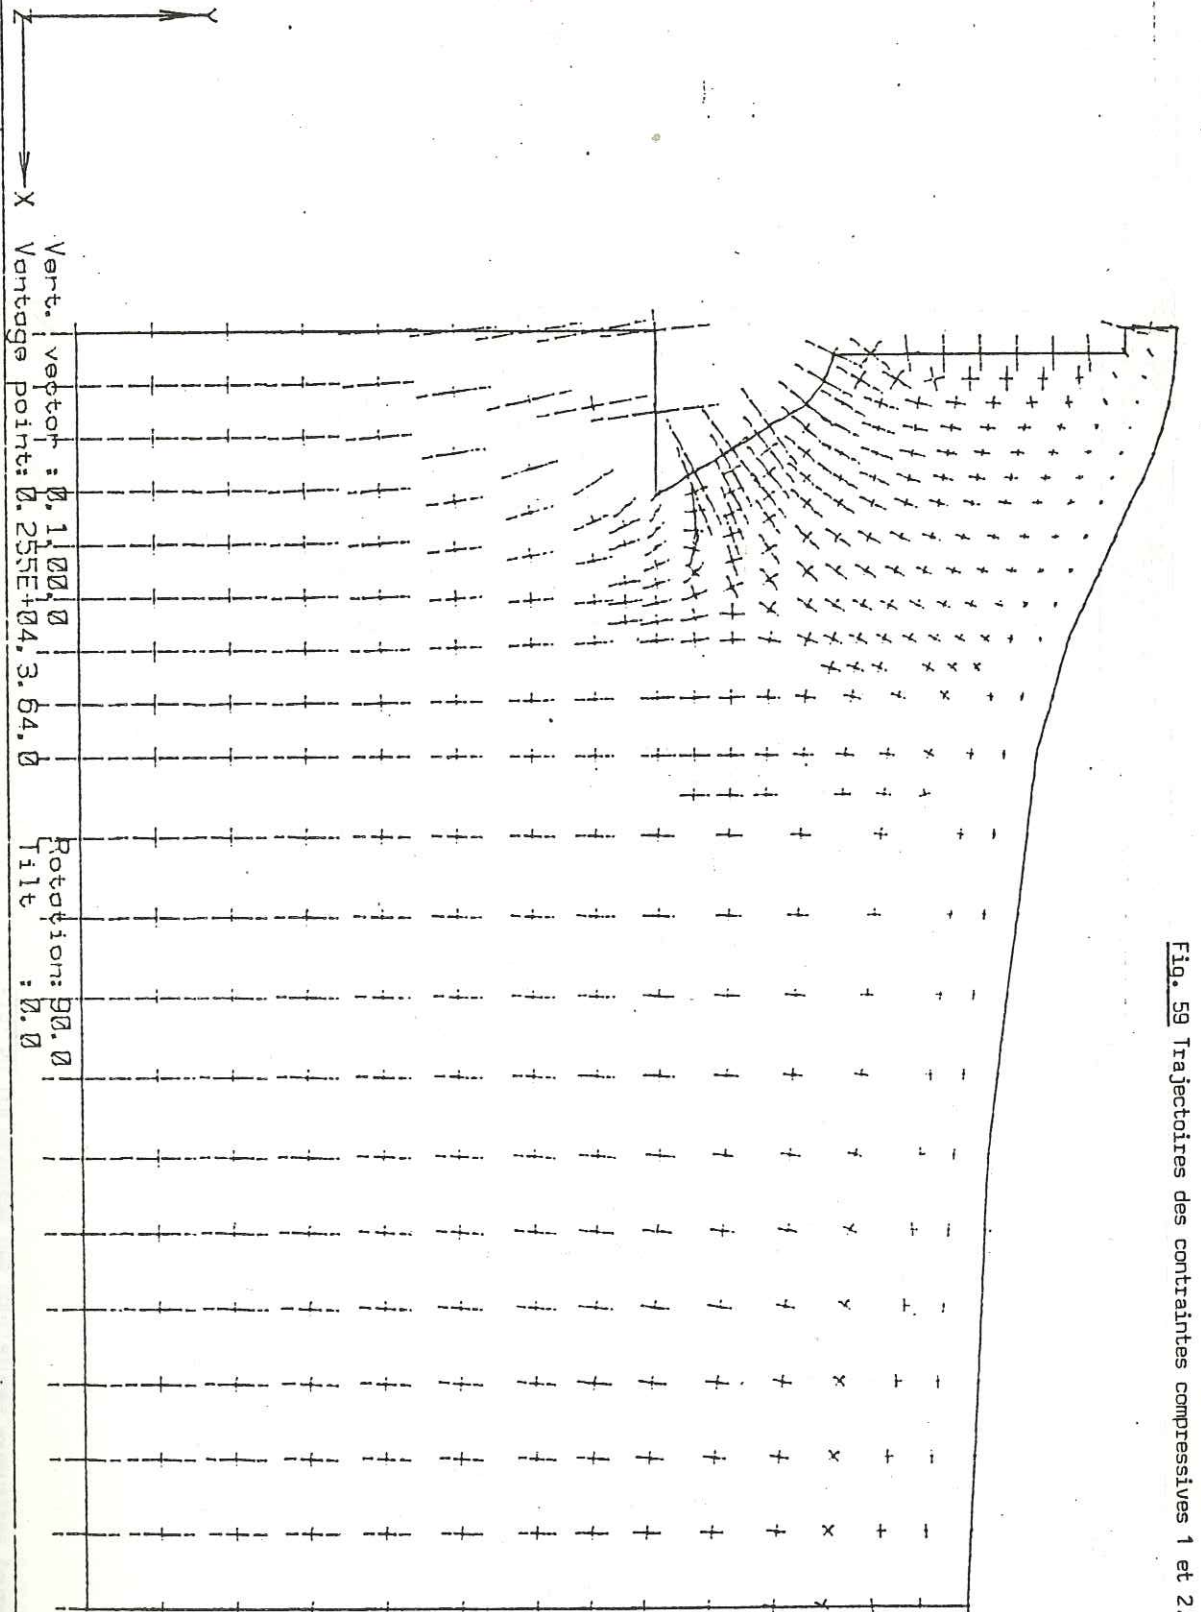 Fig. 59 Trajectoires des contraintes compressives 1 et 2.
Y
Z
X
Vert. vector : 0,1.00,0
Rotation: 90.0
Vantage point: 0.255E+04, 3.64, 0
Tilt : 0.0